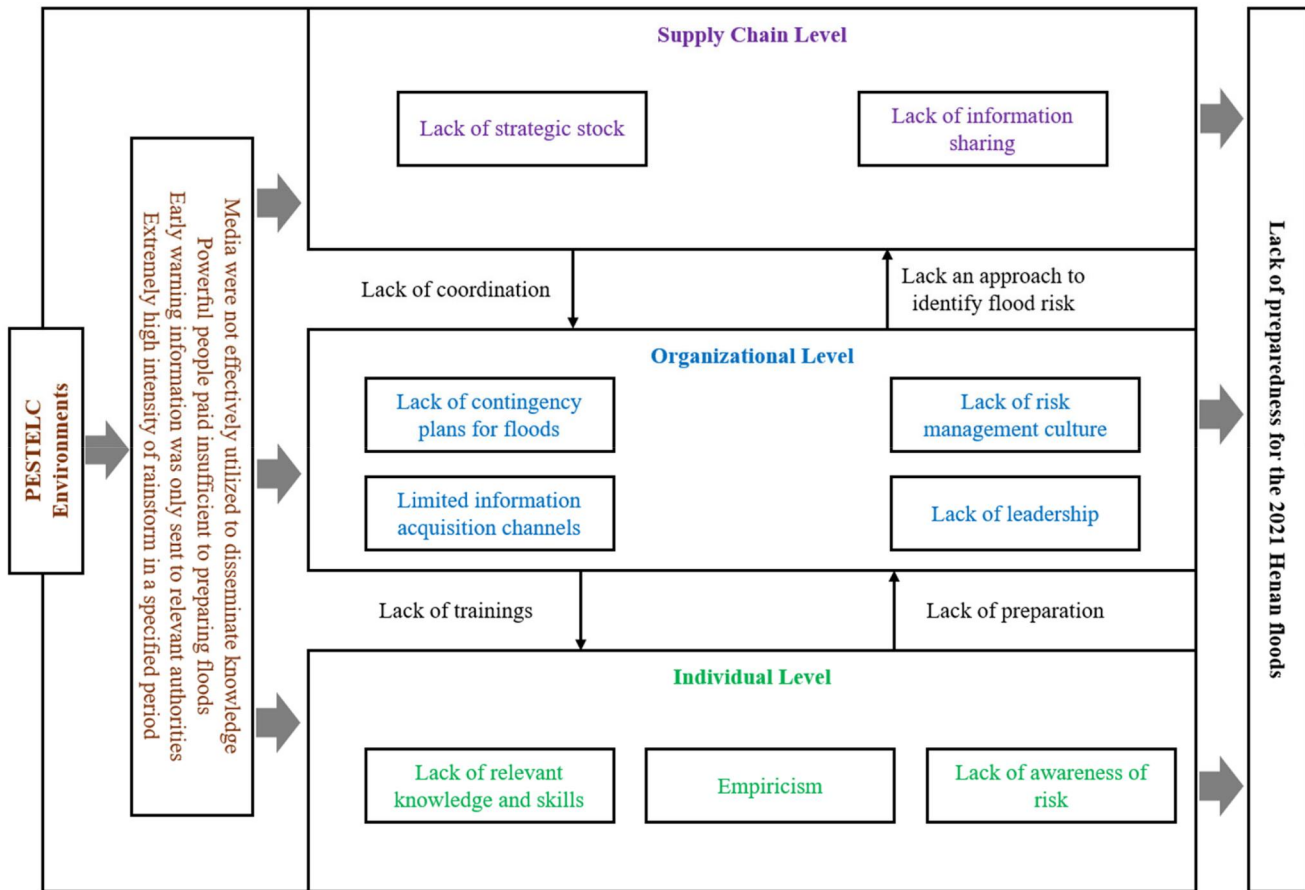 PESTELC
Environments
Media were not effectively utilized to disseminate knowledge
Powerful people paid insufficient to preparing floods
Early warning information was only sent to relevant authorities
Extremely high intensity of rainstorm in a specified period
Supply Chain Level
Lack of strategic stock
Lack of information
sharing
Lack of coordination
Lack an approach to
identify flood risk
Organizational Level
Lack of contingency
plans for floods
Lack of risk
management culture
Limited information
acquisition channels
Lack of leadership
Lack of trainings
Lack of preparation
Individual Level
Lack of relevant
knowledge and skills
Empiricism
Lack of awareness of
risk
Lack of preparedness for the 2021 Henan floods